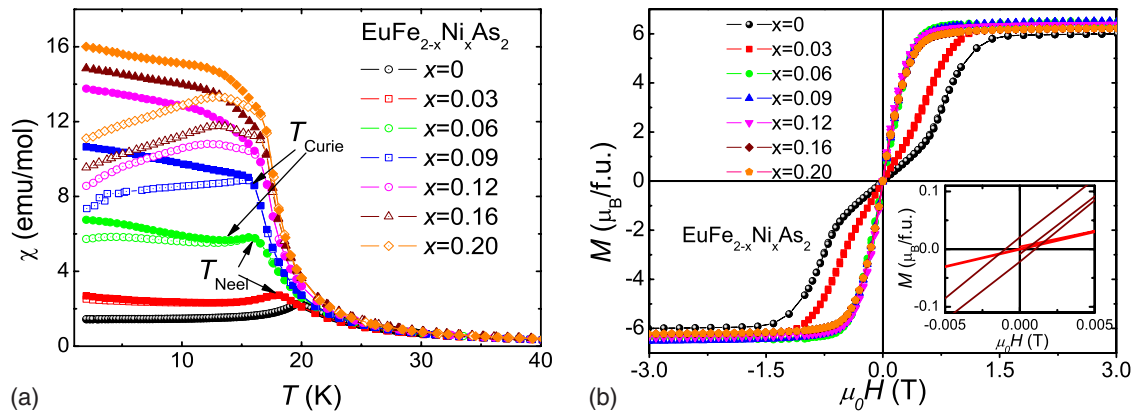 16
12
8
4
0
χ (emu/mol)
EuFe2-xNixAs2
x=0
x=0.03
x=0.06
x=0.09
x=0.12
x=0.16
x=0.20
TCurie
TNeel
10
20
30
40
T (K)
(a)
6
4
2
0
-2
-4
-6
M (μB/f.u.)
x=0
x=0.03
x=0.06
x=0.09
x=0.12
x=0.16
x=0.20
EuFe2-xNixAs2
0.1
0.0
-0.1
M (μB/f.u.)
-0.005
0.000
0.005
μ0H (T)
-3.0
-1.5
0.0
1.5
3.0
μ0H (T)
(b)